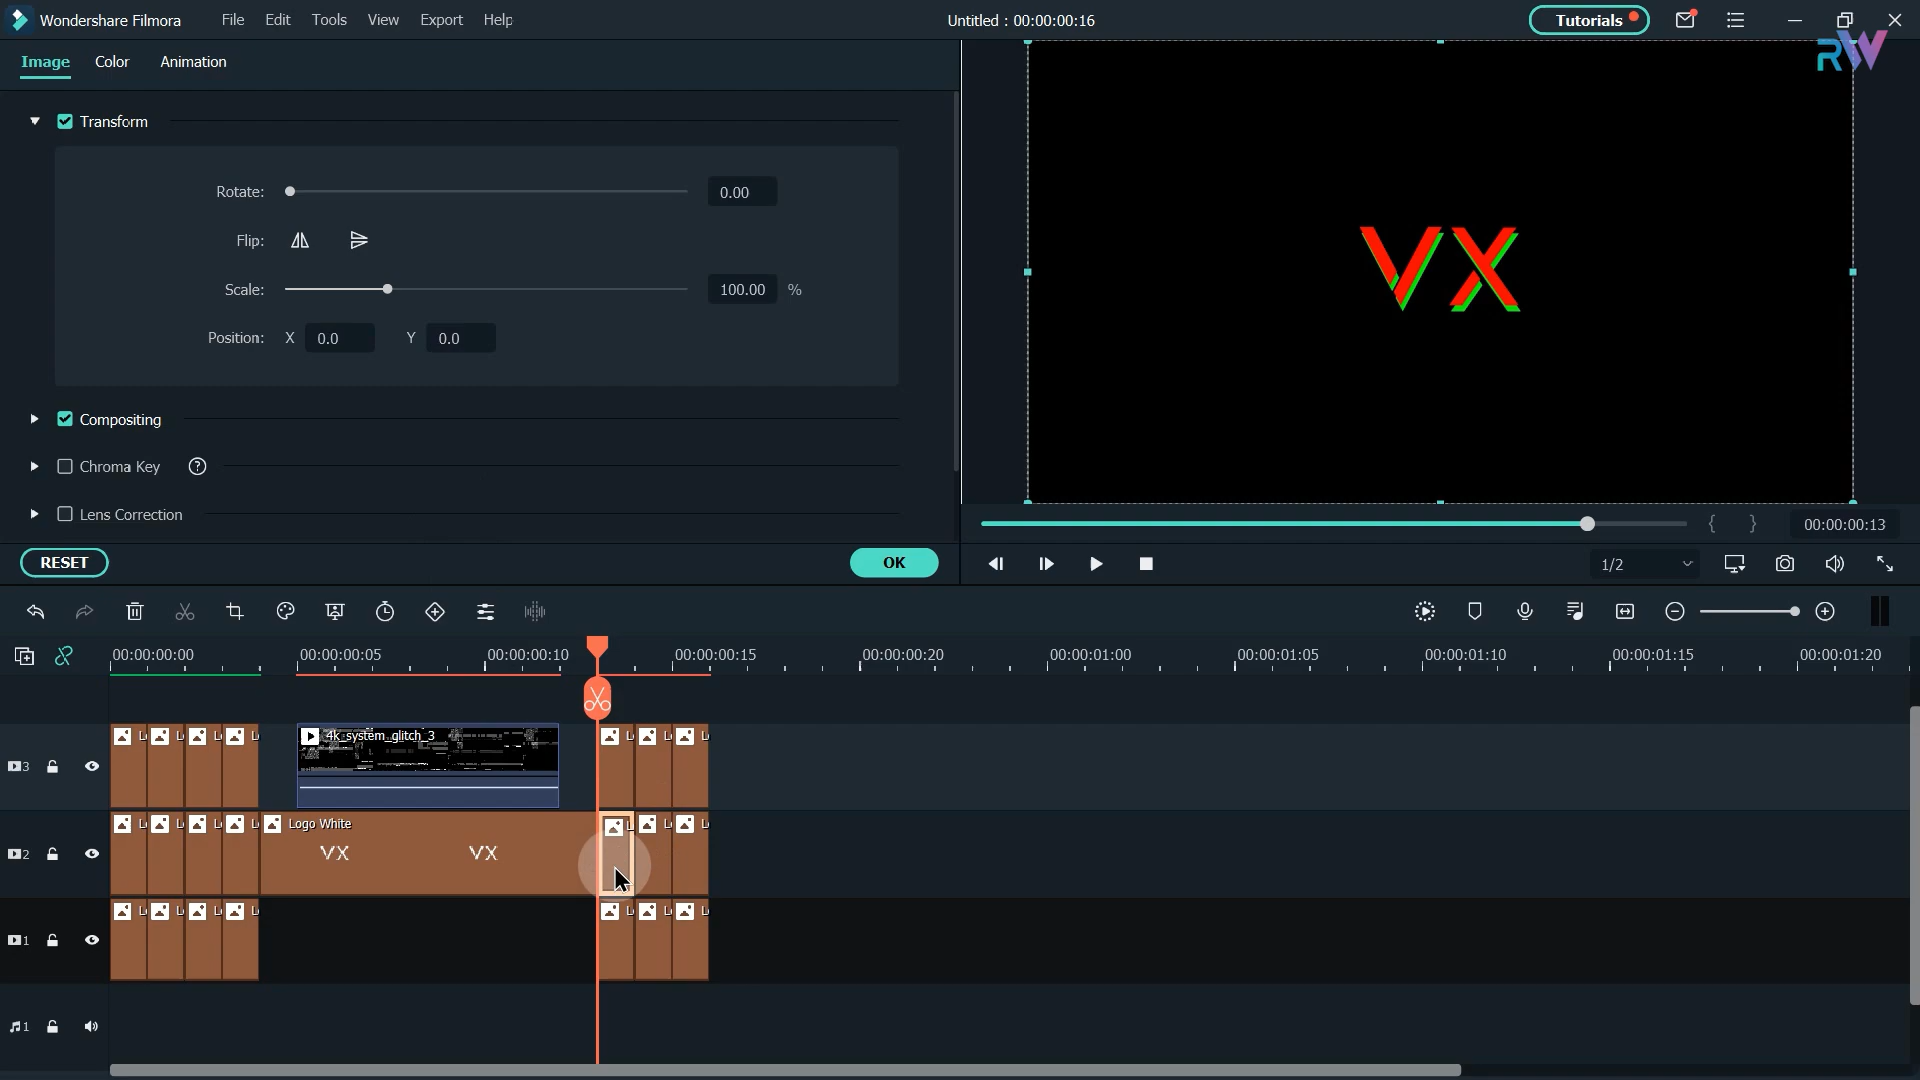 Wondershare Filmora File Edit Tools View Export Help Untitled : 00:00:00:16 Tutorials
RW
Image Color Animation
Transform
Rotate: 0.00
Flip:
Scale: 100.00 %
Position: X 0.0 Y 0.0
Compositing
Chroma Key ?
Lens Correction
RESET OK
VX
{ } 00:00:00:13
1/2
00:00:00:00 00:00:00:05 00:00:00:10 00:00:00:15 00:00:00:20 00:00:01:00 00:00:01:05 00:00:01:10 00:00:01:15 00:00:01:20
3 4K_system_glitch_3
2 Logo White
VX VX
1
1